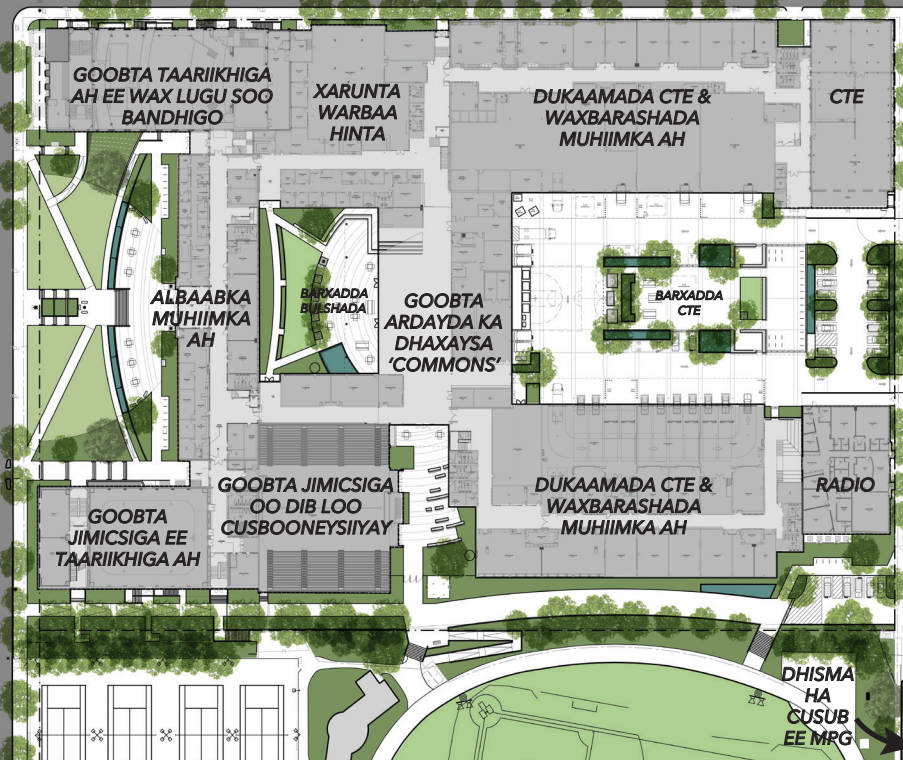 GOOBTA TAARIIKHIGA
AH EE WAX LUGU SOO
BANDHIGO
XARUNTA
WARBAA
HINTA
DUKAAMADA CTE &
WAXBARASHADA
MUHIIMKA AH
CTE
ALBAABKA
MUHIIMKA
AH
BARXADDA
BULSHADA
GOOBTA
ARDAYDA KA
DHAXAYSA
‘COMMONS’
BARXADDA
CTE
GOOBTA
JIMICSIGA EE
TAARIIKHIGA AH
GOOBTA JIMICSIGA
OO DIB LOO
CUSBOONEYSIIYAY
DUKAAMADA CTE &
WAXBARASHADA
MUHIIMKA AH
RADIO
DHISMA
HA
CUSUB
EE MPG